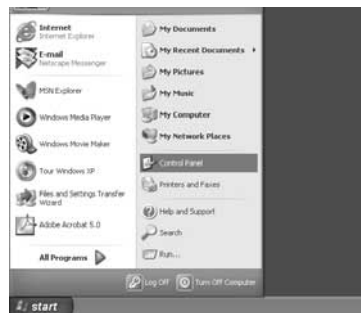 Internet
Internet Explorer
E-mail
Netscape Messenger
MSN Explorer
Windows Media Player
Windows Movie Maker
Tour Windows XP
Files and Settings Transfer
Wizard
Adobe Acrobat 5.0
All Programs
My Documents
My Recent Documents
My Pictures
My Music
My Computer
My Network Places
Control Panel
Printers and Faxes
Help and Support
Search
Run...
Log Off
Turn Off Computer
start